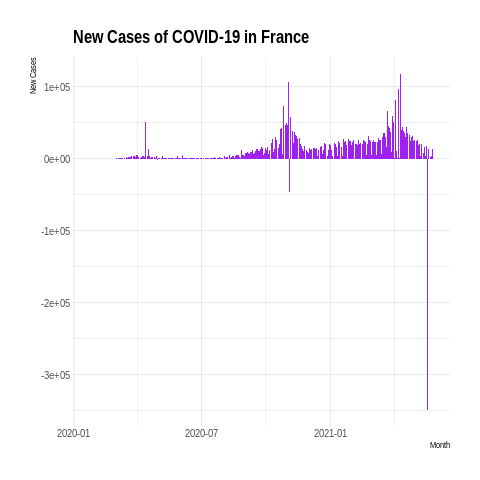 New Cases of COVID-19 in France
New Cases
1e+05
0e+00
-1e+05
-2e+05
-3e+05
2020-01 2020-07 2021-01
Month